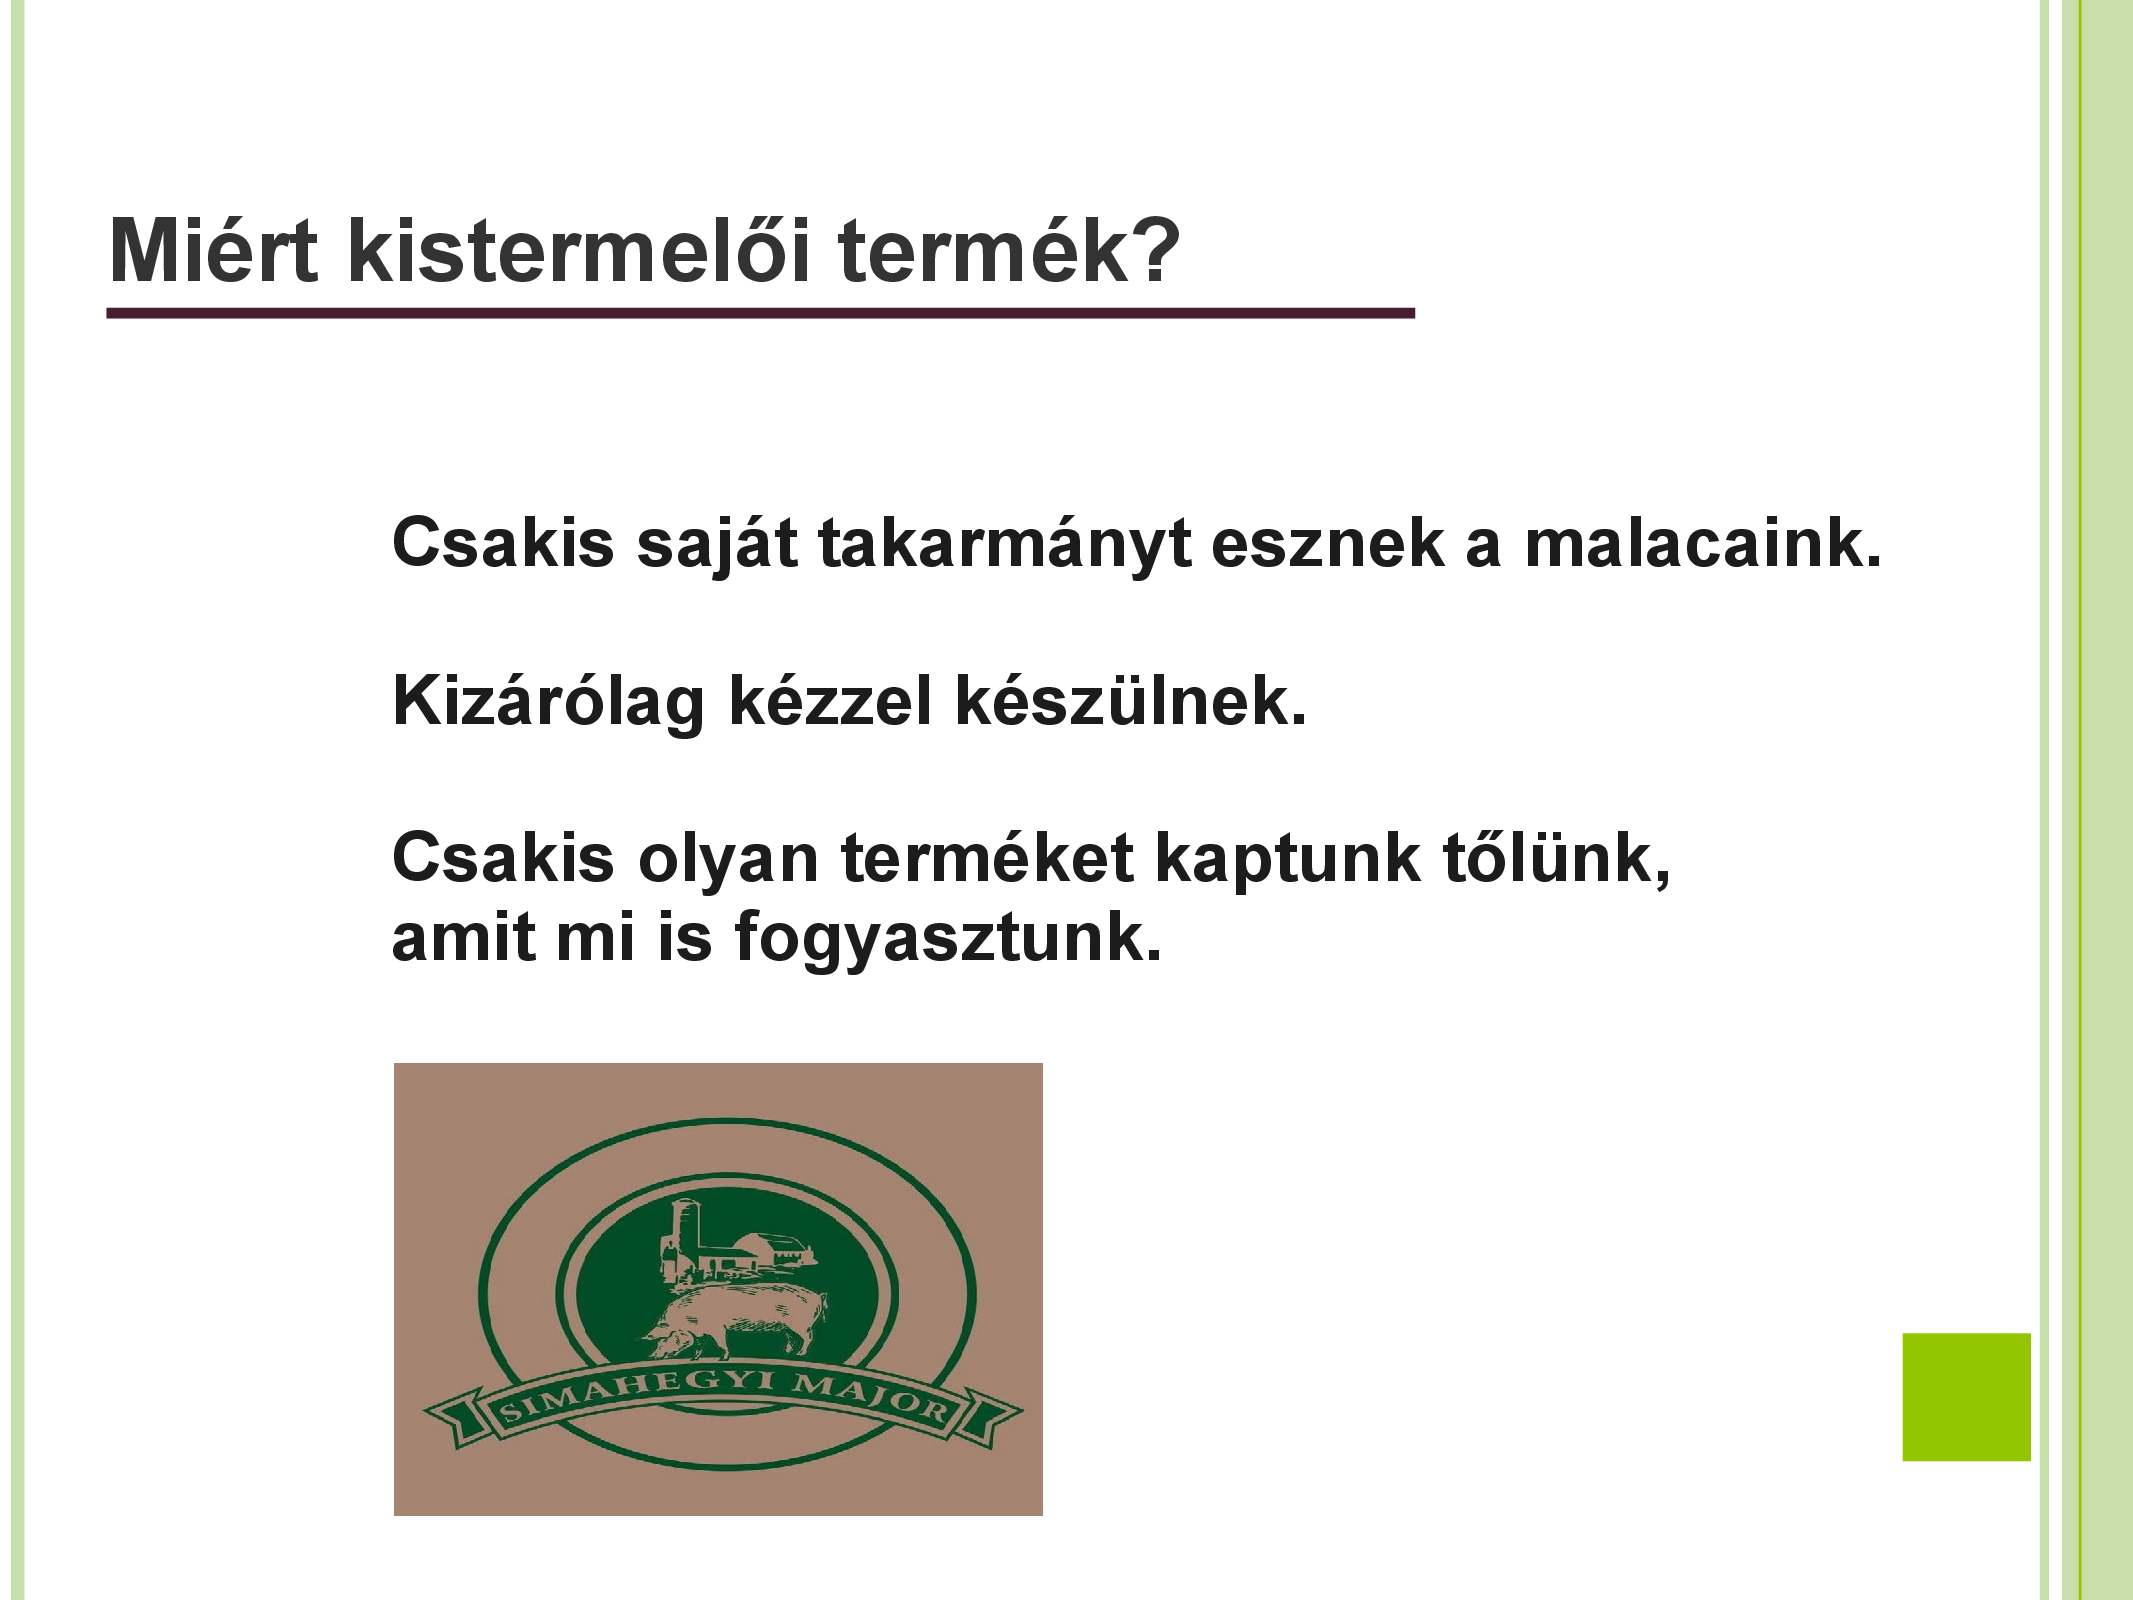 Miért kistermelői termék?
Csakis saját takarmányt esznek a malacaink.
Kizárólag kézzel készülnek.
Csakis olyan terméket kaptunk tőlünk,
amit mi is fogyasztunk.
SIMAHEGYI MAJOR